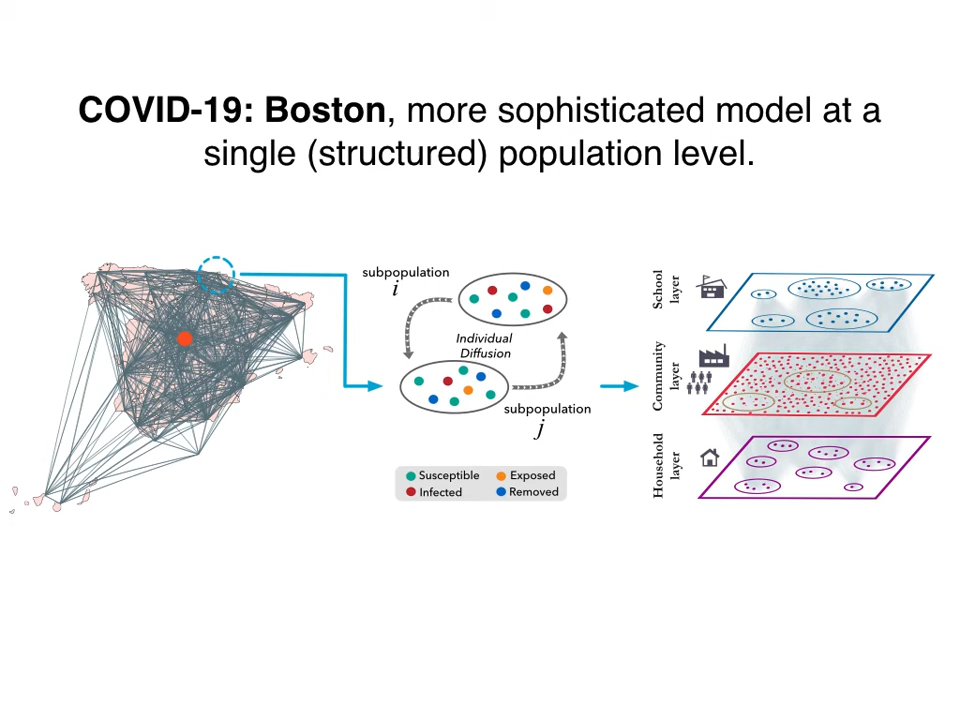 COVID-19: Boston, more sophisticated model at a
single (structured) population level.
subpopulation
i
Individual
Diffusion
subpopulation
j
Susceptible
Exposed
Infected
Removed
School
layer
Community
layer
Household
layer